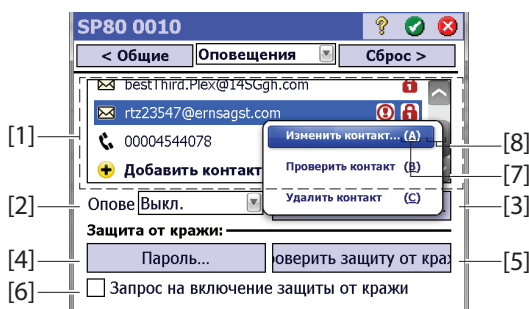 SP80 0010
< Общие Оповещения Сброс >
bestThird.Plex@14SGgh.com
rtz23547@ernsagst.com
00004544078
Добавить контакт
Изменить контакт... (A)
Проверить контакт (B)
Удалить контакт (C)
Опове Выкл.
Защита от кражи:
Пароль... оверить защиту от краж
Запрос на включение защиты от кражи
[1]
[2]
[4]
[6]
[8]
[7]
[3]
[5]